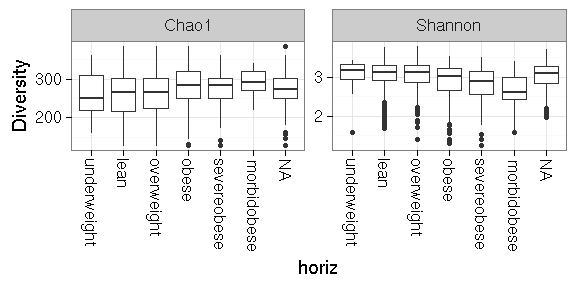 Chao1
Shannon
Diversity
300
200
3
2
underweight
lean
overweight
obese
severeobese
morbidobese
NA
underweight
lean
overweight
obese
severeobese
morbidobese
NA
horiz